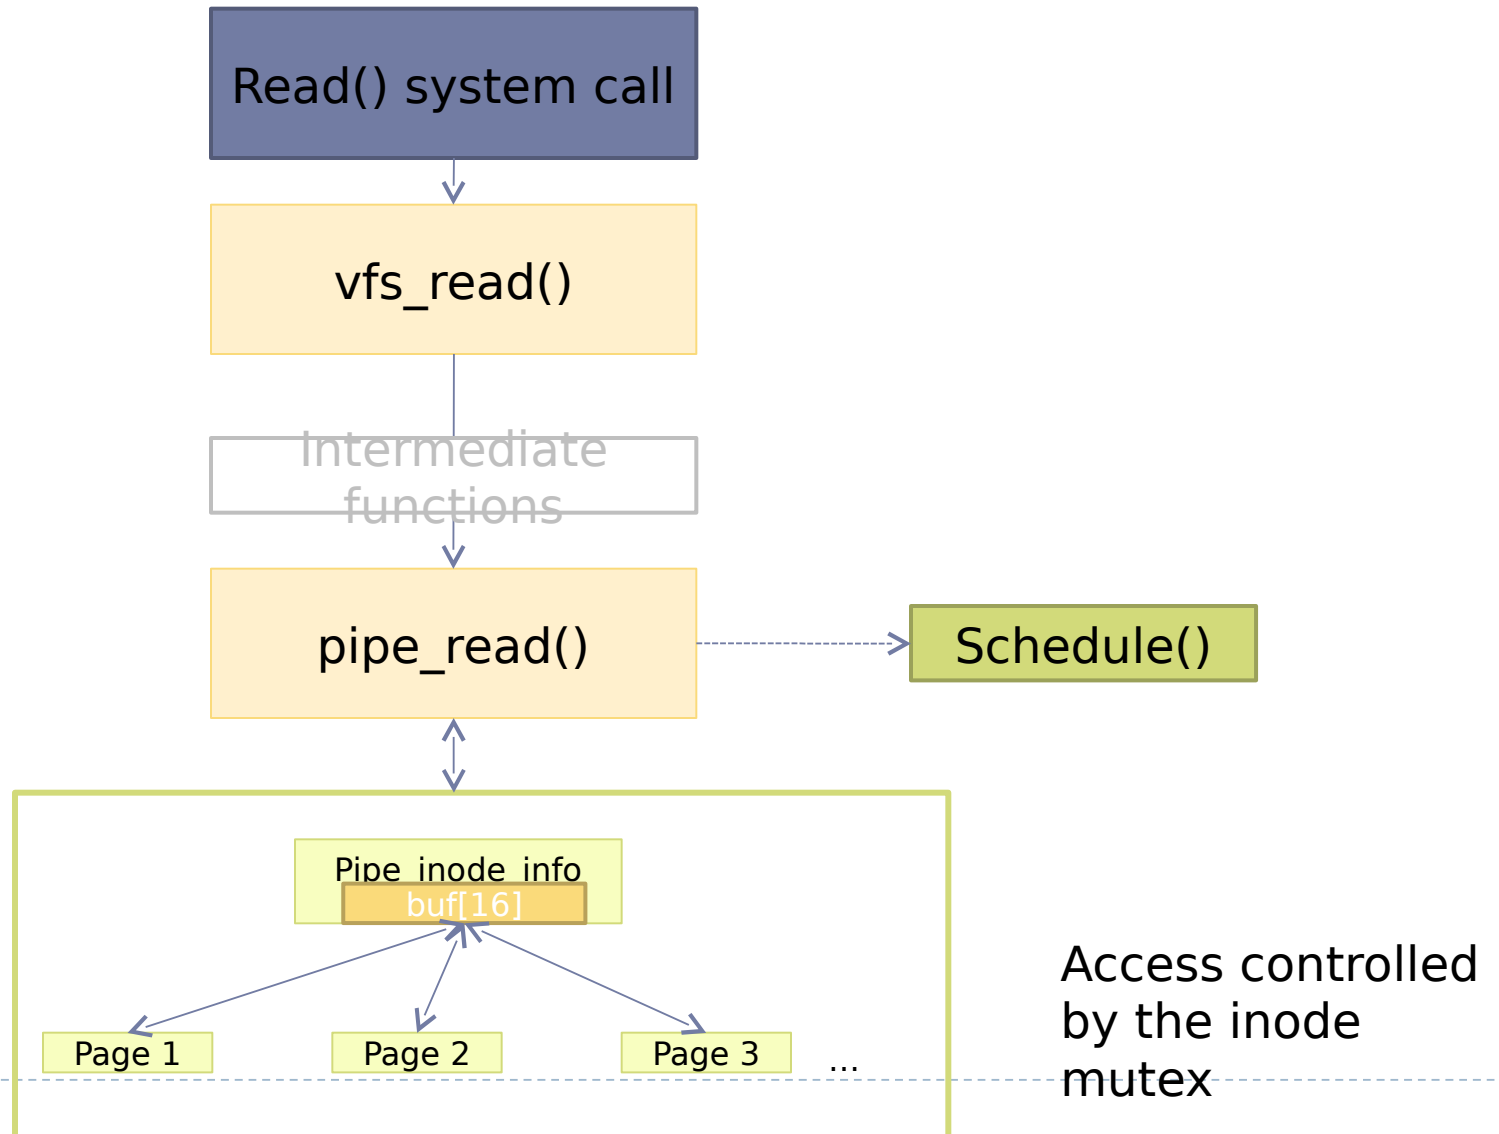 Read() system call
vfs_read()
Intermediate
functions
pipe_read()
Schedule()
Pipe_inode_info
buf[16]
Page 1
Page 2
Page 3
...
Access controlled
by the inode
mutex